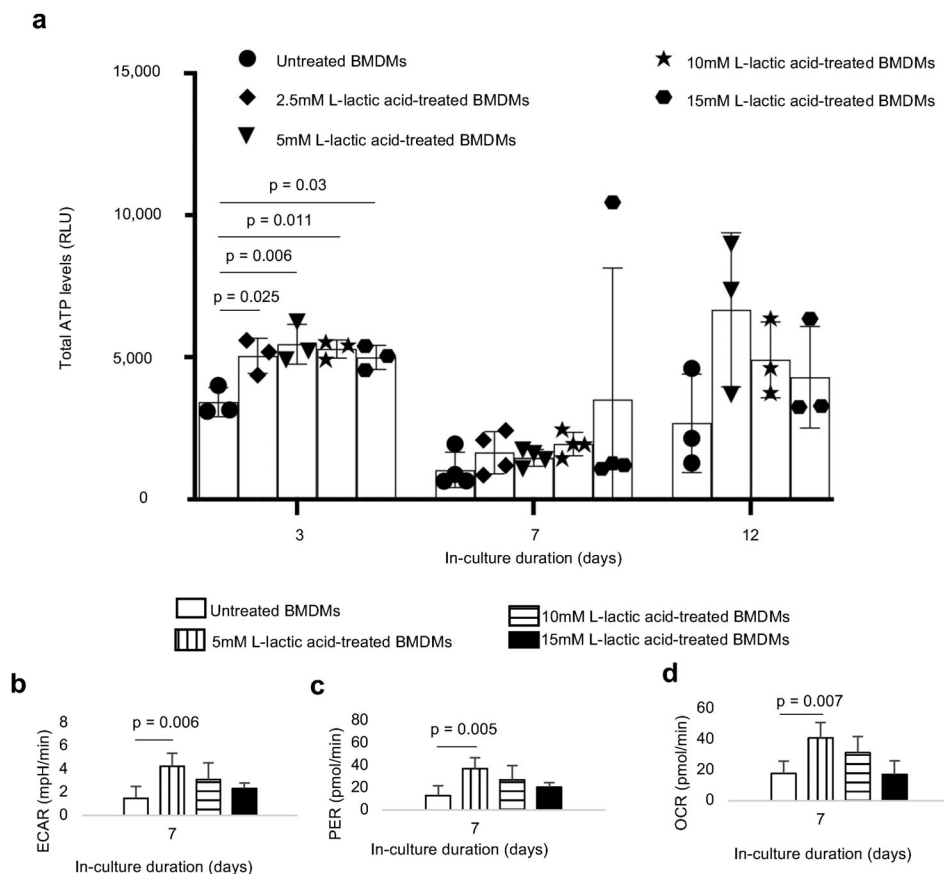 a
Untreated BMDMs
2.5mM L-lactic acid-treated BMDMs
5mM L-lactic acid-treated BMDMs
10mM L-lactic acid-treated BMDMs
15mM L-lactic acid-treated BMDMs
Total ATP levels (RLU)
15,000
10,000
5,000
0
p = 0.03
p = 0.011
p = 0.006
p = 0.025
3
7
12
In-culture duration (days)
Untreated BMDMs
5mM L-lactic acid-treated BMDMs
10mM L-lactic acid-treated BMDMs
15mM L-lactic acid-treated BMDMs
b
ECAR (mpH/min)
8
6
4
2
0
p = 0.006
7
In-culture duration (days)
c
PER (pmol/min)
80
60
40
20
0
p = 0.005
7
In-culture duration (days)
d
OCR (pmol/min)
60
40
20
0
p = 0.007
7
In-culture duration (days)